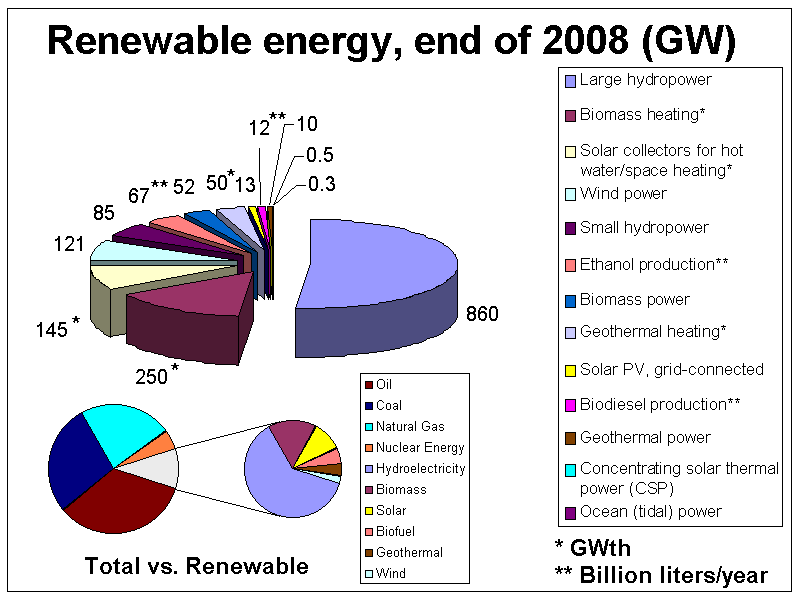 Renewable energy, end of 2008 (GW)
Large hydropower
Biomass heating*
Solar collectors for hot
water/space heating*
Wind power
Small hydropower
Ethanol production**
Biomass power
Geothermal heating*
Solar PV, grid-connected
Biodiesel production**
Geothermal power
Concentrating solar thermal
power (CSP)
Ocean (tidal) power
12** 10
0.5
0.3
13
50*
52
67**
85
121
145*
250*
860
Oil
Coal
Natural Gas
Nuclear Energy
Hydroelectricity
Biomass
Solar
Biofuel
Geothermal
Wind
Total vs. Renewable
* GWth
** Billion liters/year